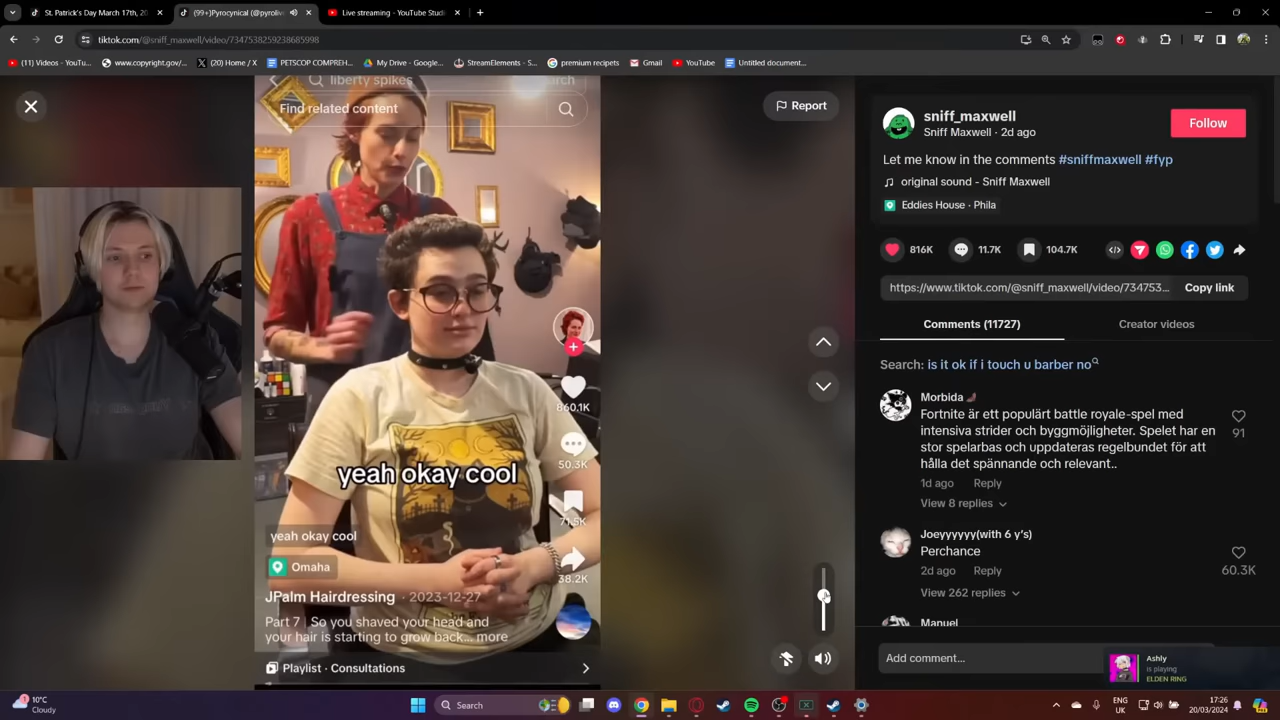 St. Patrick's Day March 17th, 20
(99+)Pyrocynical (@pyrolive
Live streaming - YouTube Studi
tiktok.com/@sniff_maxwell/video/7347538259238685998
(11) Videos - YouTu...
www.copyright.gov/...
(20) Home / X
PETSCOP COMPREH...
My Drive - Google...
StreamElements - S...
premium recipets
Gmail
YouTube
Untitled document...
liberty spikes
Search
Find related content
Report
sniff_maxwell
Sniff Maxwell · 2d ago
Follow
Let me know in the comments #sniffmaxwell #fyp
original sound - Sniff Maxwell
Eddies House · Phila
816K
11.7K
104.7K
https://www.tiktok.com/@sniff_maxwell/video/734753...
Copy link
Comments (11727)
Creator videos
Search: is it ok if i touch u barber no
Morbida
Fortnite är ett populärt battle royale-spel med
intensiva strider och byggmöjligheter. Spelet har en
stor spelarbas och uppdateras regelbundet för att
hålla det spännande och relevant..
91
1d ago
Reply
View 8 replies
Joeyyyyyy(with 6 y's)
Perchance
60.3K
2d ago
Reply
View 262 replies
Manuel
Add comment...
860.1K
50.3K
71.5K
38.2K
yeah okay cool
yeah okay cool
Omaha
JPalm Hairdressing · 2023-12-27
Part 7 | So you shaved your head and
your hair is starting to grow back... more
Playlist · Consultations
Ashly
is playing
ELDEN RING
1
10°C
Cloudy
Search
ENG
UK
17:26
20/03/2024